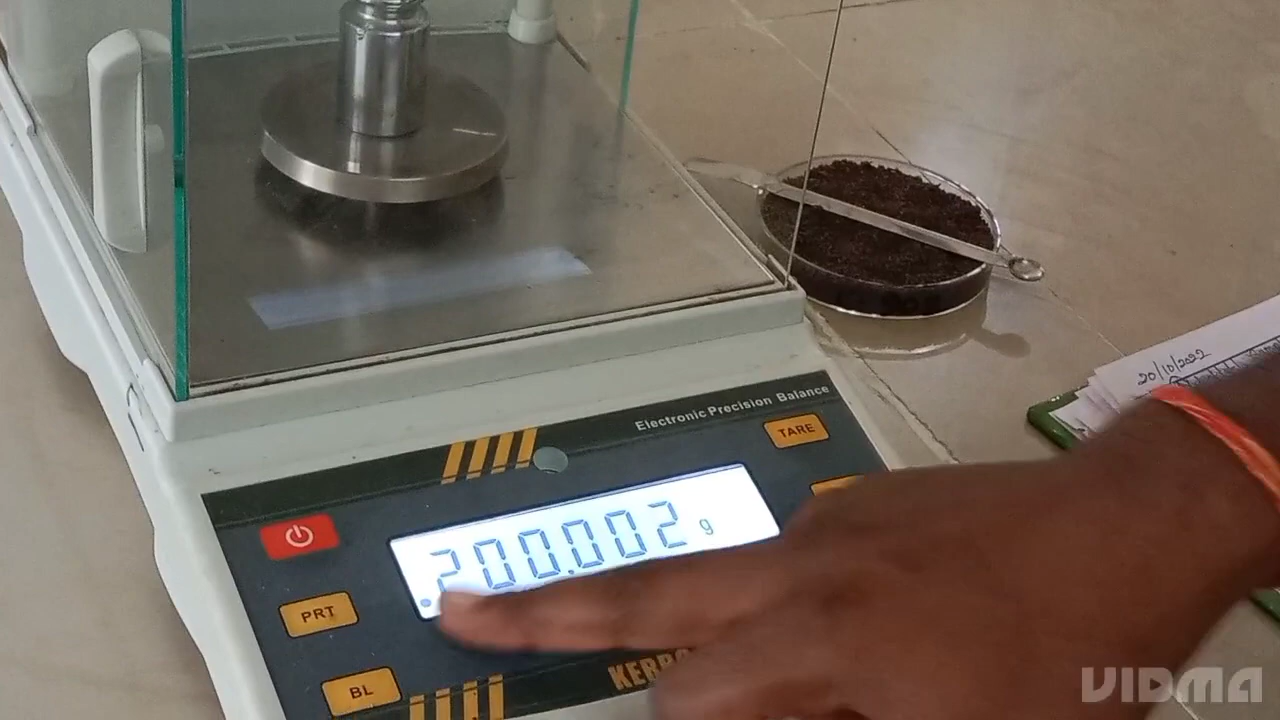 Electronic Precision Balance
TARE
200.002 g
PRT
BL
20/10/2022
VIDMA